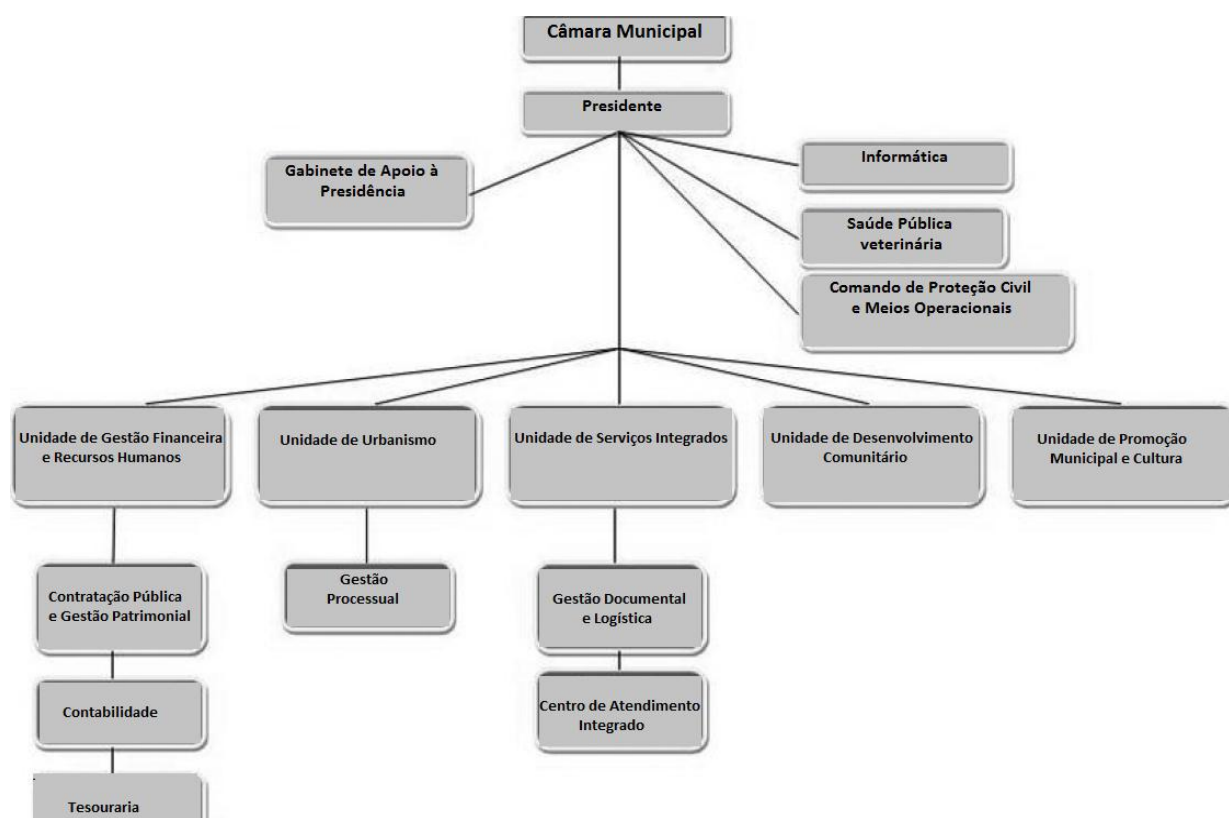 Câmara Municipal
Presidente
Gabinete de Apoio à
Presidência
Informática
Saúde Pública
veterinária
Comando de Proteção Civil
e Meios Operacionais
Unidade de Gestão Financeira
e Recursos Humanos
Unidade de Urbanismo
Unidade de Serviços Integrados
Unidade de Desenvolvimento
Comunitário
Unidade de Promoção
Municipal e Cultura
Contratação Pública
e Gestão Patrimonial
Gestão
Processual
Gestão Documental
e Logística
Contabilidade
Centro de Atendimento
Integrado
Tesouraria